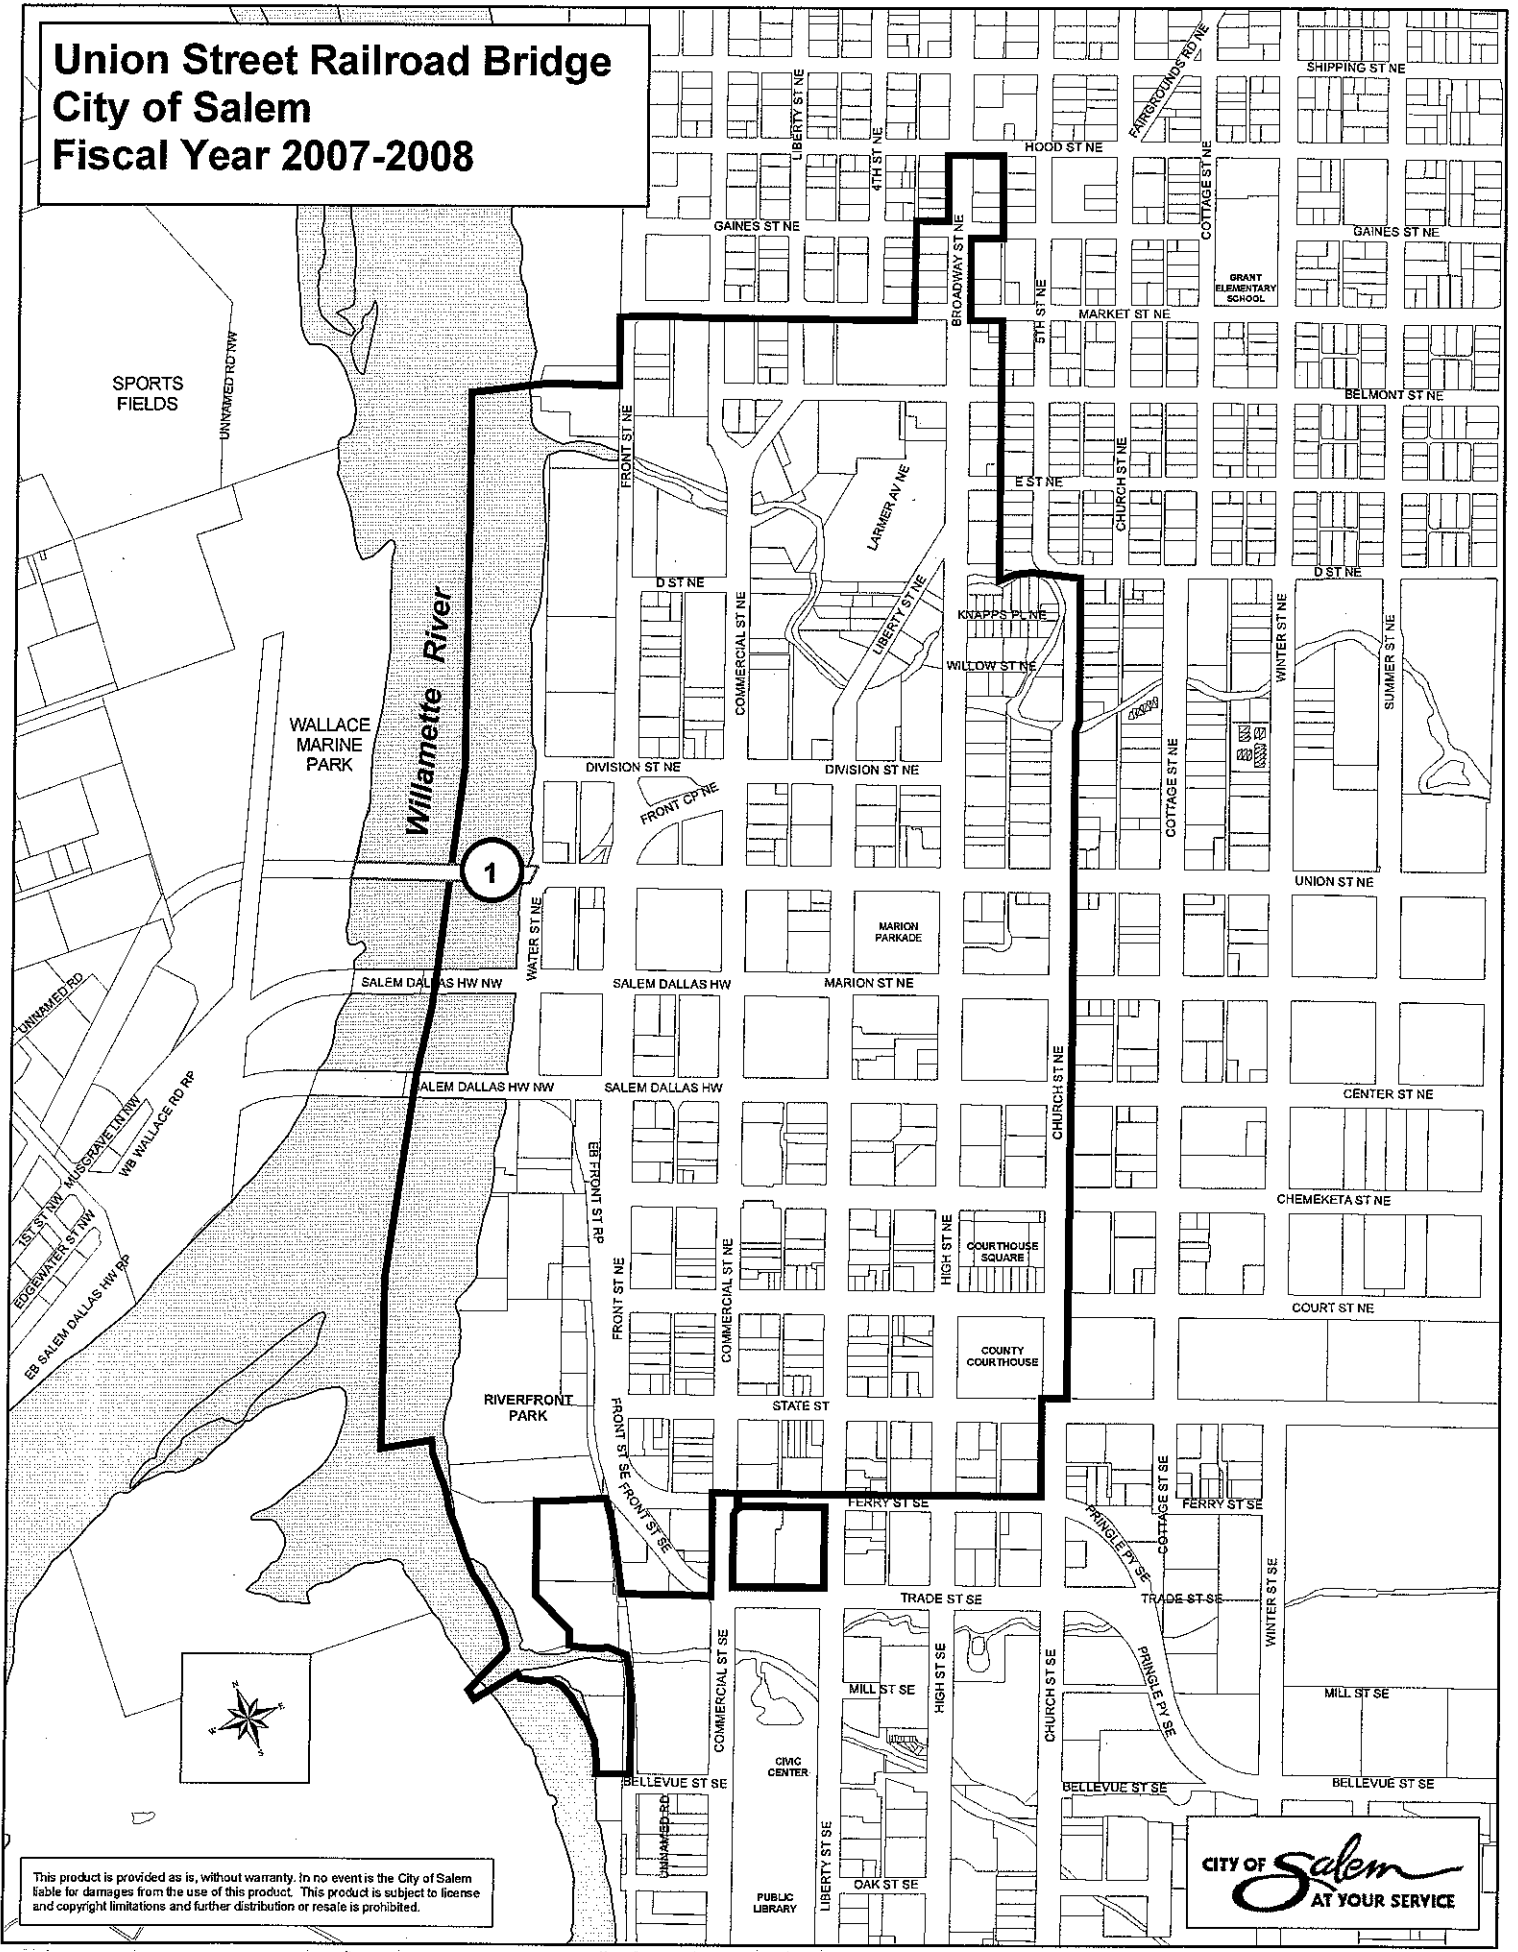 Union Street Railroad Bridge
City of Salem
Fiscal Year 2007-2008
SHIPPING ST NE
FAIRGROUNDS RD NE
LIBERTY ST NE
4TH ST NE
HOOD ST NE
COTTAGE ST NE
GAINES ST NE
GAINES ST NE
BROADWAY ST NE
GRANT
ELEMENTARY
SCHOOL
5TH ST NE
MARKET ST NE
SPORTS
FIELDS
UNNAMED RD NW
BELMONT ST NE
FRONT ST NE
LARMER AV NE
E ST NE
CHURCH ST NE
D ST NE
D ST NE
KNAPPS PL NE
LIBERTY ST NE
WILLOW ST NE
COMMERCIAL ST NE
WINTER ST NE
SUMMER ST NE
Willamette River
WALLACE
MARINE
PARK
DIVISION ST NE
DIVISION ST NE
FRONT CP NE
COTTAGE ST NE
1
UNION ST NE
WATER ST NE
MARION
PARKADE
SALEM DALLAS HW NW
SALEM DALLAS HW
MARION ST NE
UNNAMED RD
ALEM DALLAS HW NW
SALEM DALLAS HW
CENTER ST NE
CHURCH ST NE
MUSGRAVE LN NW
WB WALLACE RD RP
EB FRONT ST RP
CHEMEKETA ST NE
1ST ST NW
EDGEWATER ST NW
EB SALEM DALLAS HW RP
FRONT ST NE
COMMERCIAL ST NE
HIGH ST NE
COURTHOUSE
SQUARE
COURT ST NE
COUNTY
COURTHOUSE
RIVERFRONT
PARK
STATE ST
FRONT ST SE
FRONT ST SE
FERRY ST SE
COTTAGE ST SE
FERRY ST SE
PRINGLE PY SE
TRADE ST SE
TRADE ST SE
WINTER ST SE
COMMERCIAL ST SE
HIGH ST SE
CHURCH ST SE
PRINGLE PY SE
MILL ST SE
MILL ST SE
N
W
E
S
CIVIC
CENTER
BELLEVUE ST SE
BELLEVUE ST SE
BELLEVUE ST SE
UNNAMED RD
LIBERTY ST SE
OAK ST SE
PUBLIC
LIBRARY
This product is provided as is, without warranty. In no event is the City of Salem
liable for damages from the use of this product. This product is subject to license
and copyright limitations and further distribution or resale is prohibited.
CITY OF Salem
AT YOUR SERVICE